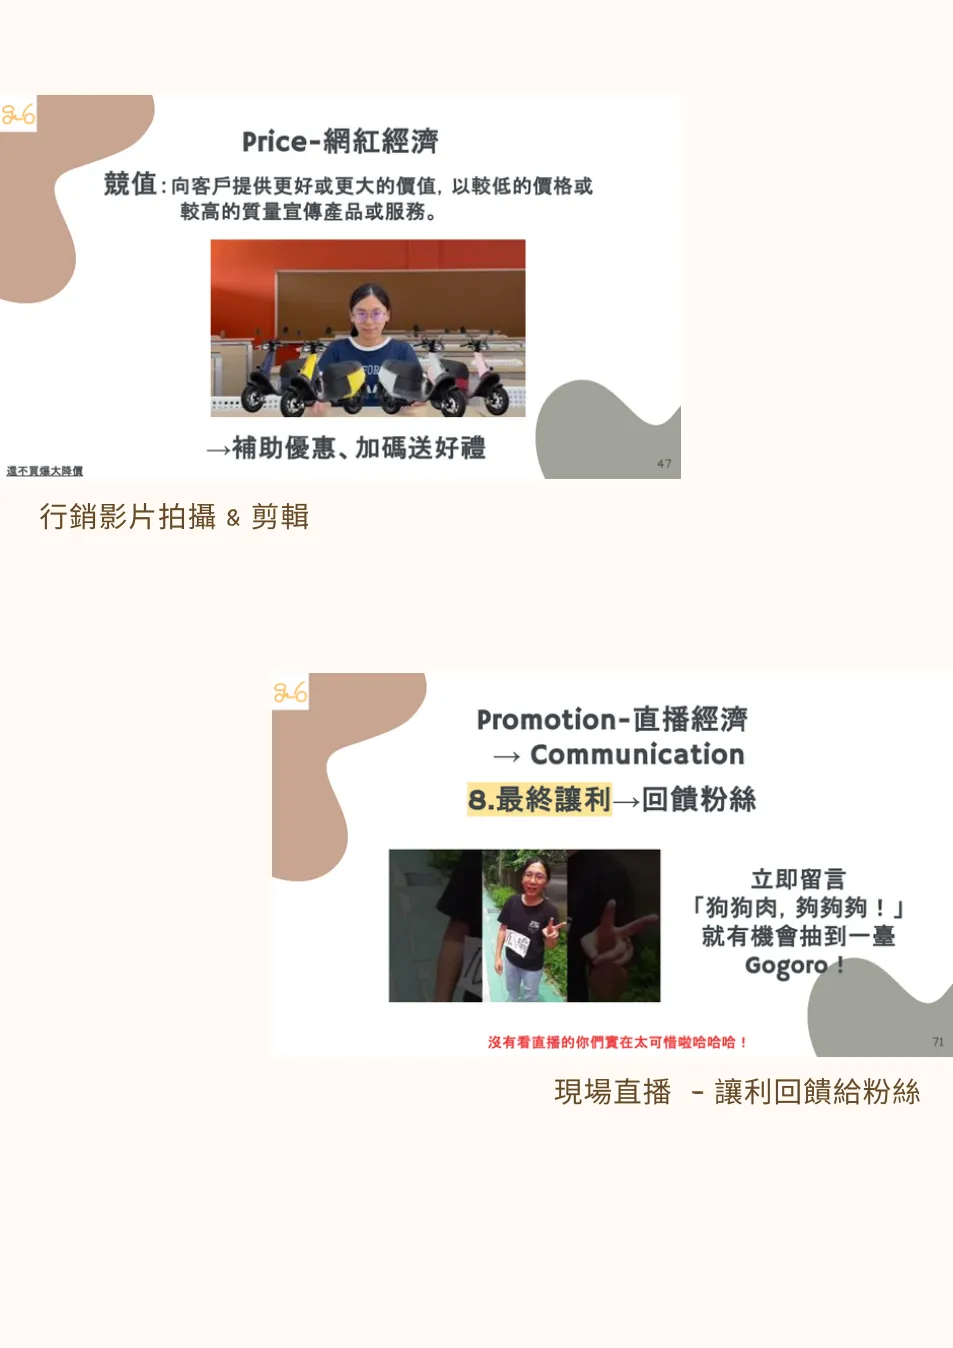 Price-網紅經濟
競值:向客戶提供更好或更大的價值, 以較低的價格或
較高的質量宣傳產品或服務。
→補助優惠、加碼送好禮
還不買爆大降價
47
行銷影片拍攝 & 剪輯
Promotion-直播經濟
→ Communication
8.最終讓利→回饋粉絲
立即留言
「狗狗肉, 夠夠夠！」
就有機會抽到一臺
Gogoro！
沒有看直播的你們實在太可惜啦哈哈哈！
71
現場直播 - 讓利回饋給粉絲